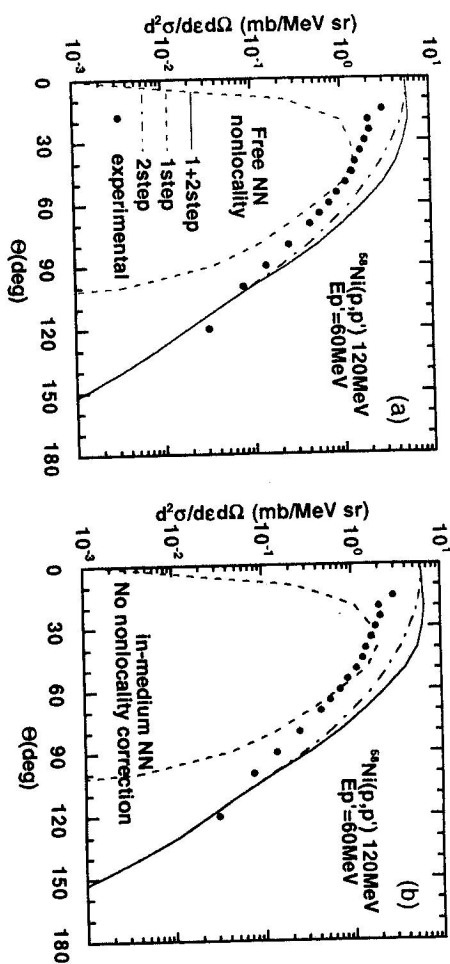 (a)
⁵⁸Ni(p,p') 120MeV
Ep'=60MeV
Free NN
nonlocality
1+2step
1step
2step
experimental
d²σ/dεdΩ (mb/MeV sr)
10¹
10⁰
10⁻¹
10⁻²
10⁻³
0 30 60 90 120 150 180
Θ(deg)
(b)
⁵⁸Ni(p,p') 120MeV
Ep'=60MeV
in-medium NN
No nonlocality correction
d²σ/dεdΩ (mb/MeV sr)
10¹
10⁰
10⁻¹
10⁻²
10⁻³
0 30 60 90 120 150 180
Θ(deg)